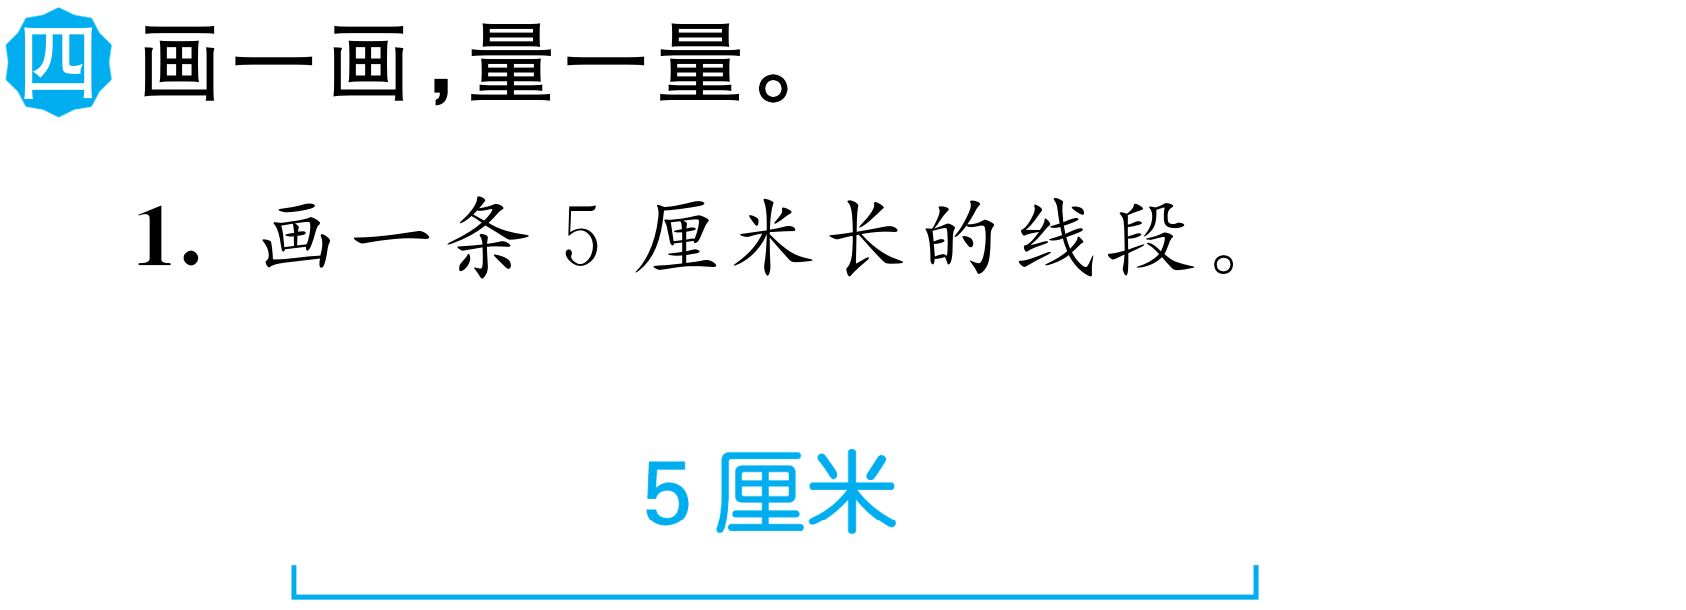 四 画一画,量一量。
1. 画一条 5 厘米长的线段。
5 厘米